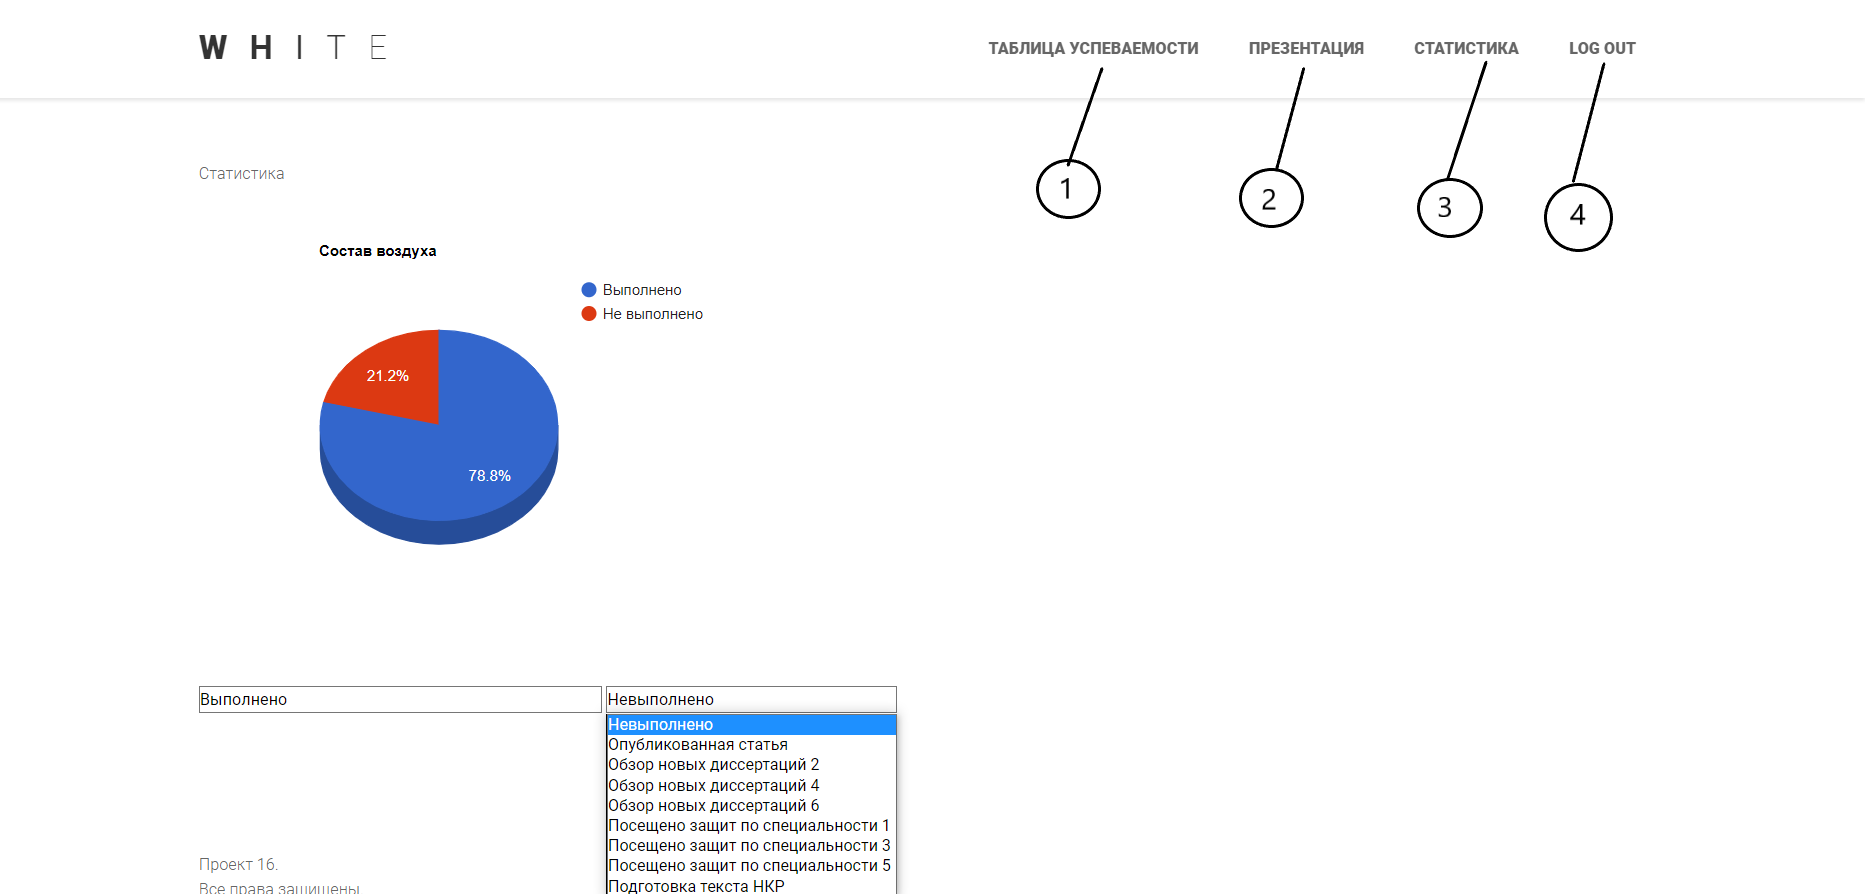 WHITE
ТАБЛИЦА УСПЕВАЕМОСТИ ПРЕЗЕНТАЦИЯ СТАТИСТИКА LOG OUT
1 2 3 4
Статистика
Состав воздуха
Выполнено
Не выполнено
21.2%
78.8%
Выполнено
Невыполнено
Невыполнено
Опубликованная статья
Обзор новых диссертаций 2
Обзор новых диссертаций 4
Обзор новых диссертаций 6
Посещено защит по специальности 1
Посещено защит по специальности 3
Посещено защит по специальности 5
Подготовка текста НКР
Проект 16.
Все права защищены